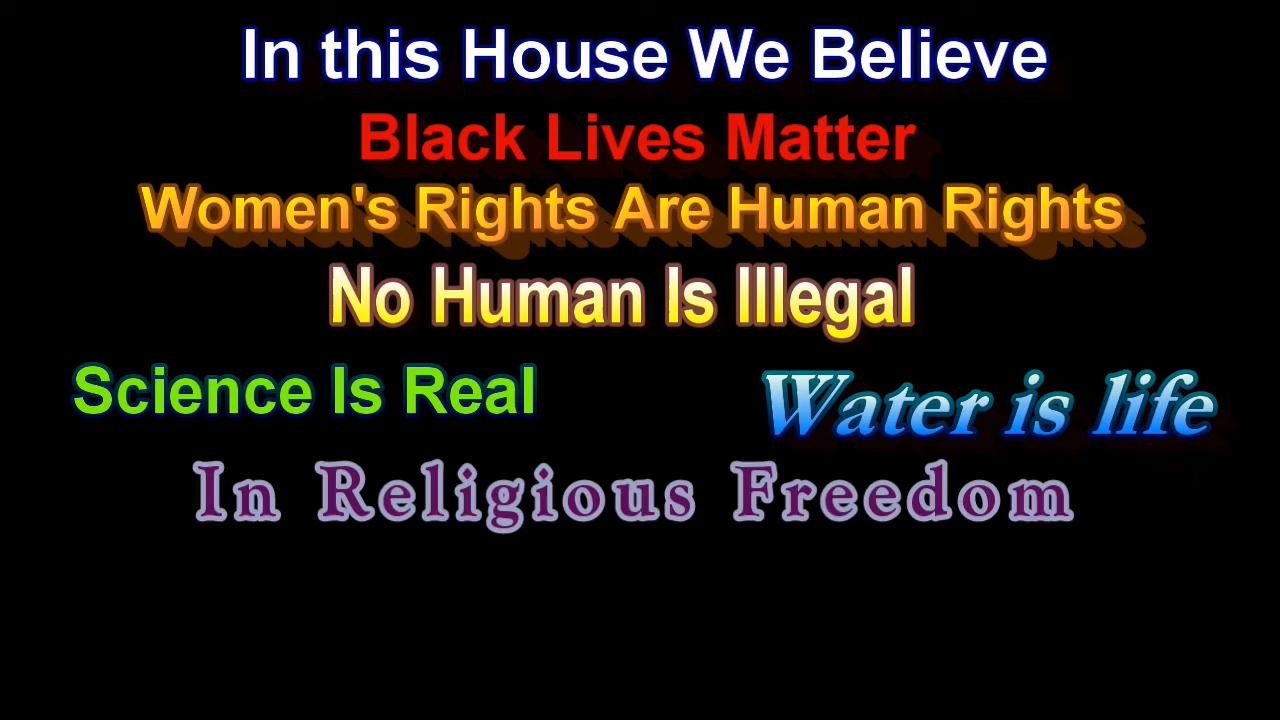 In this House We Believe
Black Lives Matter
Women's Rights Are Human Rights
No Human Is Illegal
Science Is Real
Water is life
In Religious Freedom